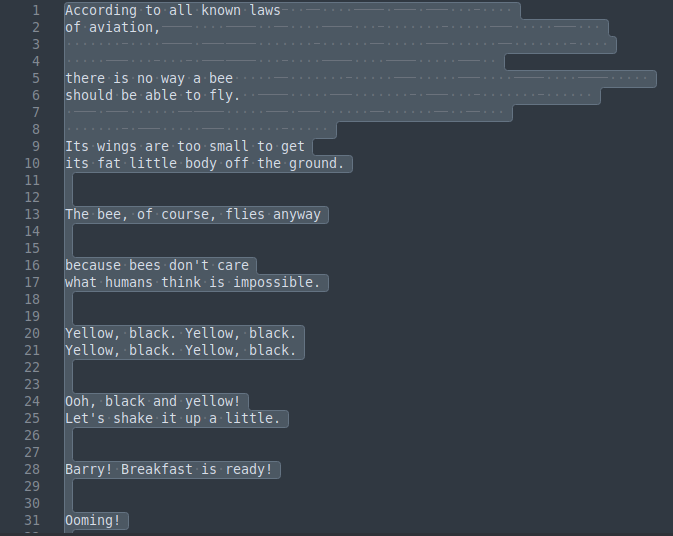 1 According to all known laws
2 of aviation,
3
4
5 there is no way a bee
6 should be able to fly.
7
8
9 Its wings are too small to get
10 its fat little body off the ground.
11
12
13 The bee, of course, flies anyway
14
15
16 because bees don't care
17 what humans think is impossible.
18
19
20 Yellow, black. Yellow, black.
21 Yellow, black. Yellow, black.
22
23
24 Ooh, black and yellow!
25 Let's shake it up a little.
26
27
28 Barry! Breakfast is ready!
29
30
31 Ooming!